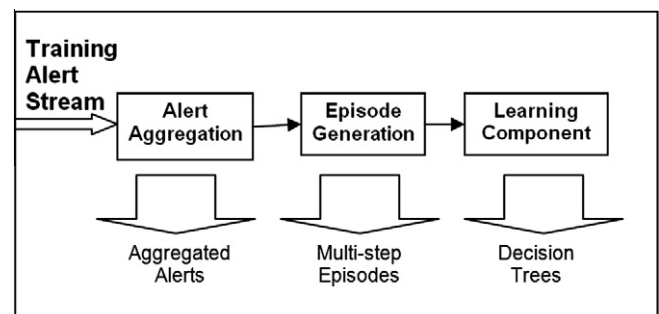 Training
Alert
Stream
Alert
Aggregation
Episode
Generation
Learning
Component
Aggregated
Alerts
Multi-step
Episodes
Decision
Trees